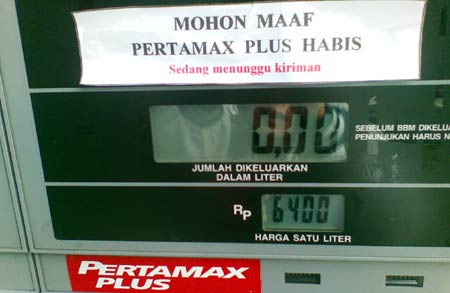 MOHON MAAF
PERTAMAX PLUS HABIS
Sedang menunggu kiriman
0,00
SEBELUM BBM DIKELUA
PENUNJUKAN HARUS N
JUMLAH DIKELUARKAN
DALAM LITER
RP 6400
HARGA SATU LITER
PERTAMAX
PLUS